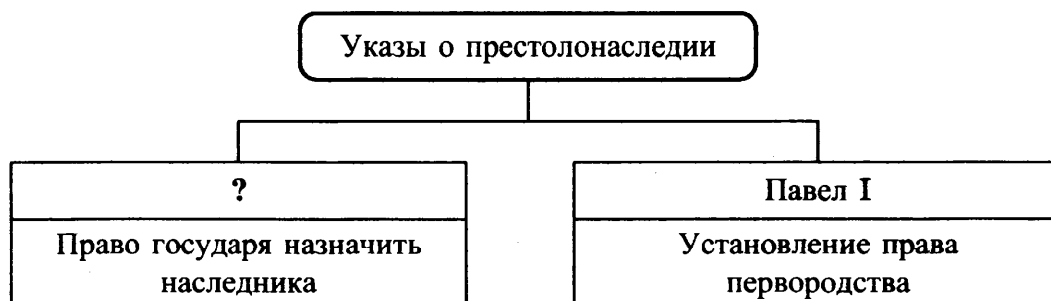 Указы о престолонаследии
?
Право государя назначить
наследника
Павел I
Установление права
первородства